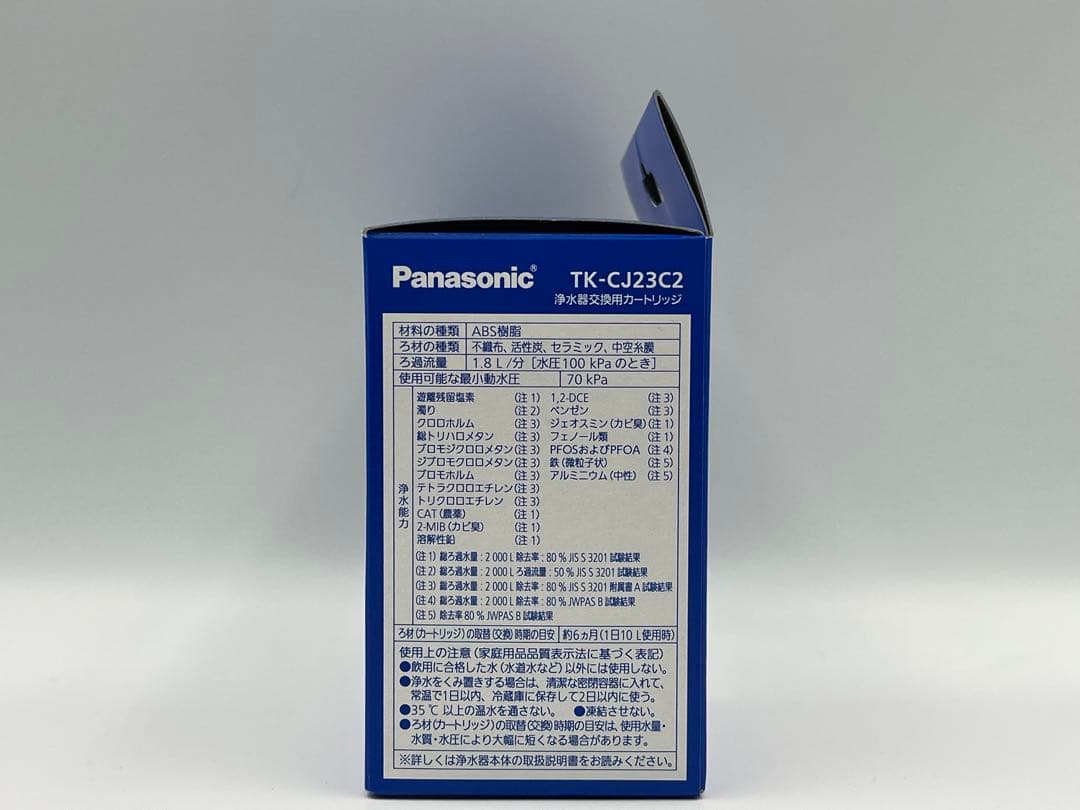 Panasonic® TK-CJ23C2
浄水器交換用カートリッジ
材料の種類 ABS樹脂
ろ材の種類 不織布、活性炭、セラミック、中空糸膜
ろ過流量 1.8 L /分 [水圧100 kPa のとき]
使用可能な最小動水圧 70 kPa
浄水能力
遊離残留塩素 (注 1) 1,2-DCE (注 3)
濁り (注 2) ベンゼン (注 3)
クロロホルム (注 3) ジェオスミン(カビ臭) (注 1)
総トリハロメタン (注 3) フェノール類 (注 1)
ブロモジクロロメタン (注 3) PFOSおよびPFOA (注 4)
ジブロモクロロメタン (注 3) 鉄(微粒子状) (注 5)
ブロモホルム (注 3) アルミニウム(中性) (注 5)
テトラクロロエチレン (注 3)
トリクロロエチレン (注 3)
CAT(農薬) (注 1)
2-MIB(カビ臭) (注 1)
溶解性鉛 (注 1)
(注 1) 総ろ過水量 : 2 000 L 除去率 : 80 % JIS S 3201 試験結果
(注 2) 総ろ過水量 : 2 000 L ろ過流量 : 50 % JIS S 3201 試験結果
(注 3) 総ろ過水量 : 2 000 L 除去率 : 80 % JIS S 3201 附属書 A 試験結果
(注 4) 総ろ過水量 : 2 000 L 除去率 : 80 % JWPAS B 試験結果
(注 5) 除去率 80 % JWPAS B 試験結果
ろ材(カートリッジ)の取替(交換)時期の目安 約6ヵ月(1日10 L使用時)
使用上の注意(家庭用品品質表示法に基づく表記)
●飲用に合格した水(水道水など)以外には使用しない。
●浄水をくみ置きする場合は、清潔な密閉容器に入れて、
常温で1日以内、冷蔵庫に保存して2日以内に使う。
●35 ℃ 以上の温水を通さない。 ●凍結させない。
●ろ材(カートリッジ)の取替(交換)時期の目安は、使用水量・
水質・水圧により大幅に短くなる場合があります。
※詳しくは浄水器本体の取扱説明書をお読みください。